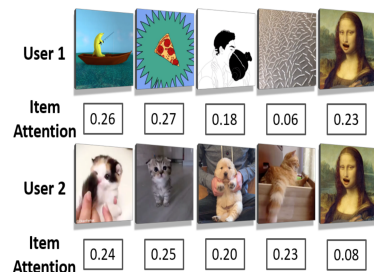 User 1
Item
Attention
0.26
0.27
0.18
0.06
0.23
User 2
Item
Attention
0.24
0.25
0.20
0.23
0.08